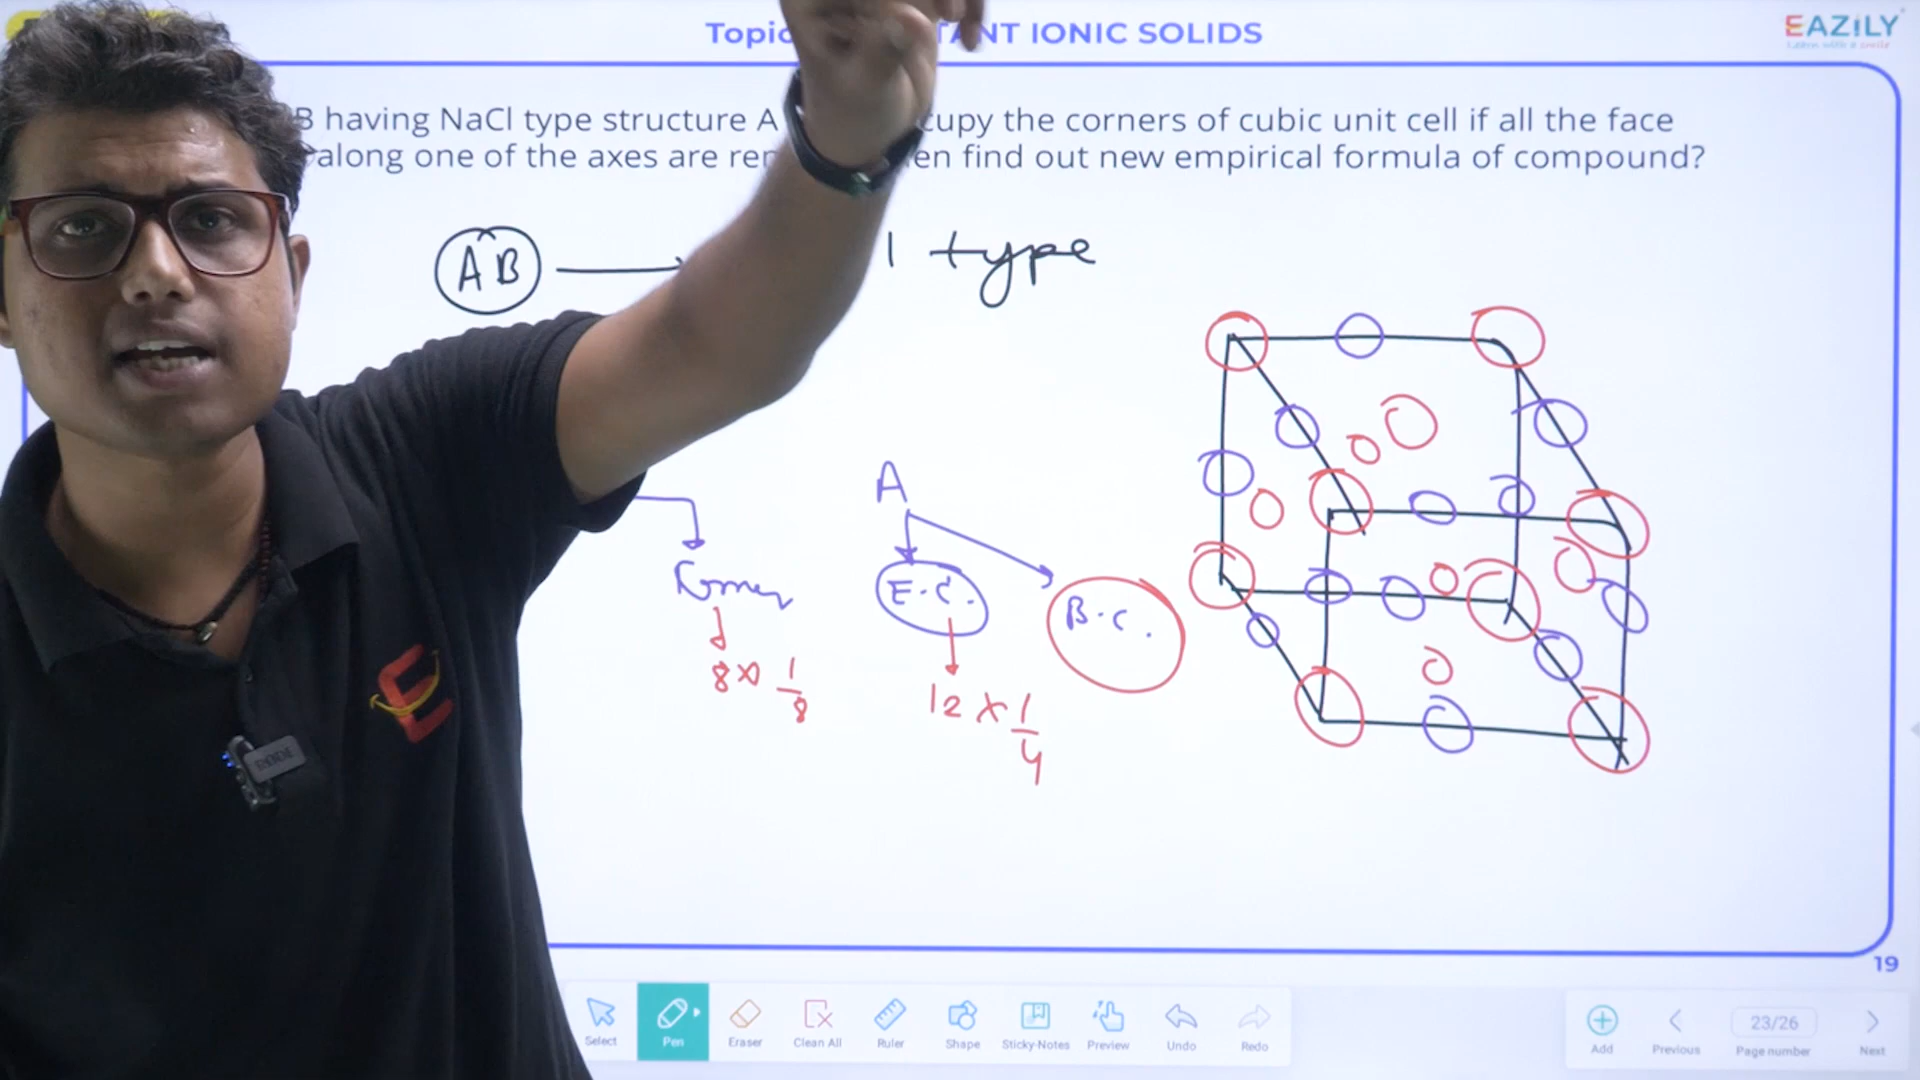 Topic TANT IONIC SOLIDS
EAZiLY
B having NaCl type structure A cupy the corners of cubic unit cell if all the face
along one of the axes are ren en find out new empirical formula of compound?
AB → l type
A
Corner
E.C.
B.C.
8 × 1/8
12 × 1/4
E
19
Select
Pen
Eraser
Clean All
Ruler
Shape
Sticky-Notes
Preview
Undo
Redo
Add
Previous
23/26
Page number
Next